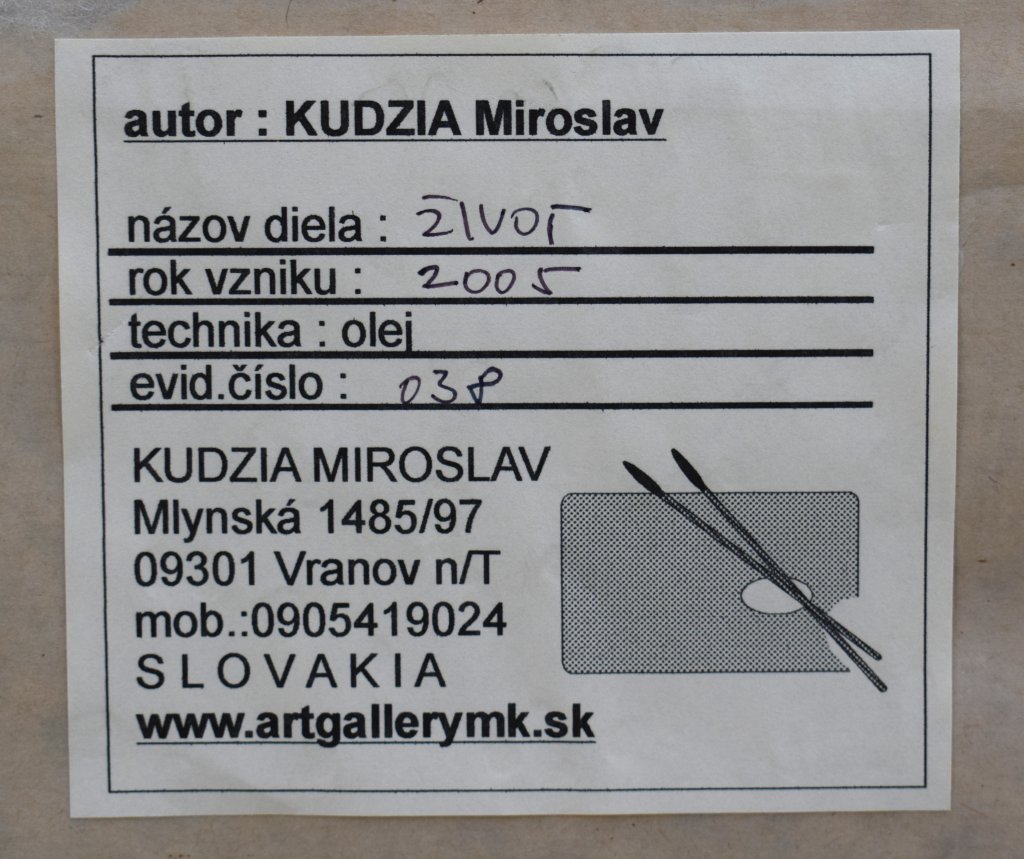 autor : KUDZIA Miroslav
názov diela : ŽIVOT
rok vzniku : 2005
technika : olej
evid.číslo : 038
KUDZIA MIROSLAV
Mlynská 1485/97
09301 Vranov n/T
mob.:0905419024
SLOVAKIA
www.artgallerymk.sk